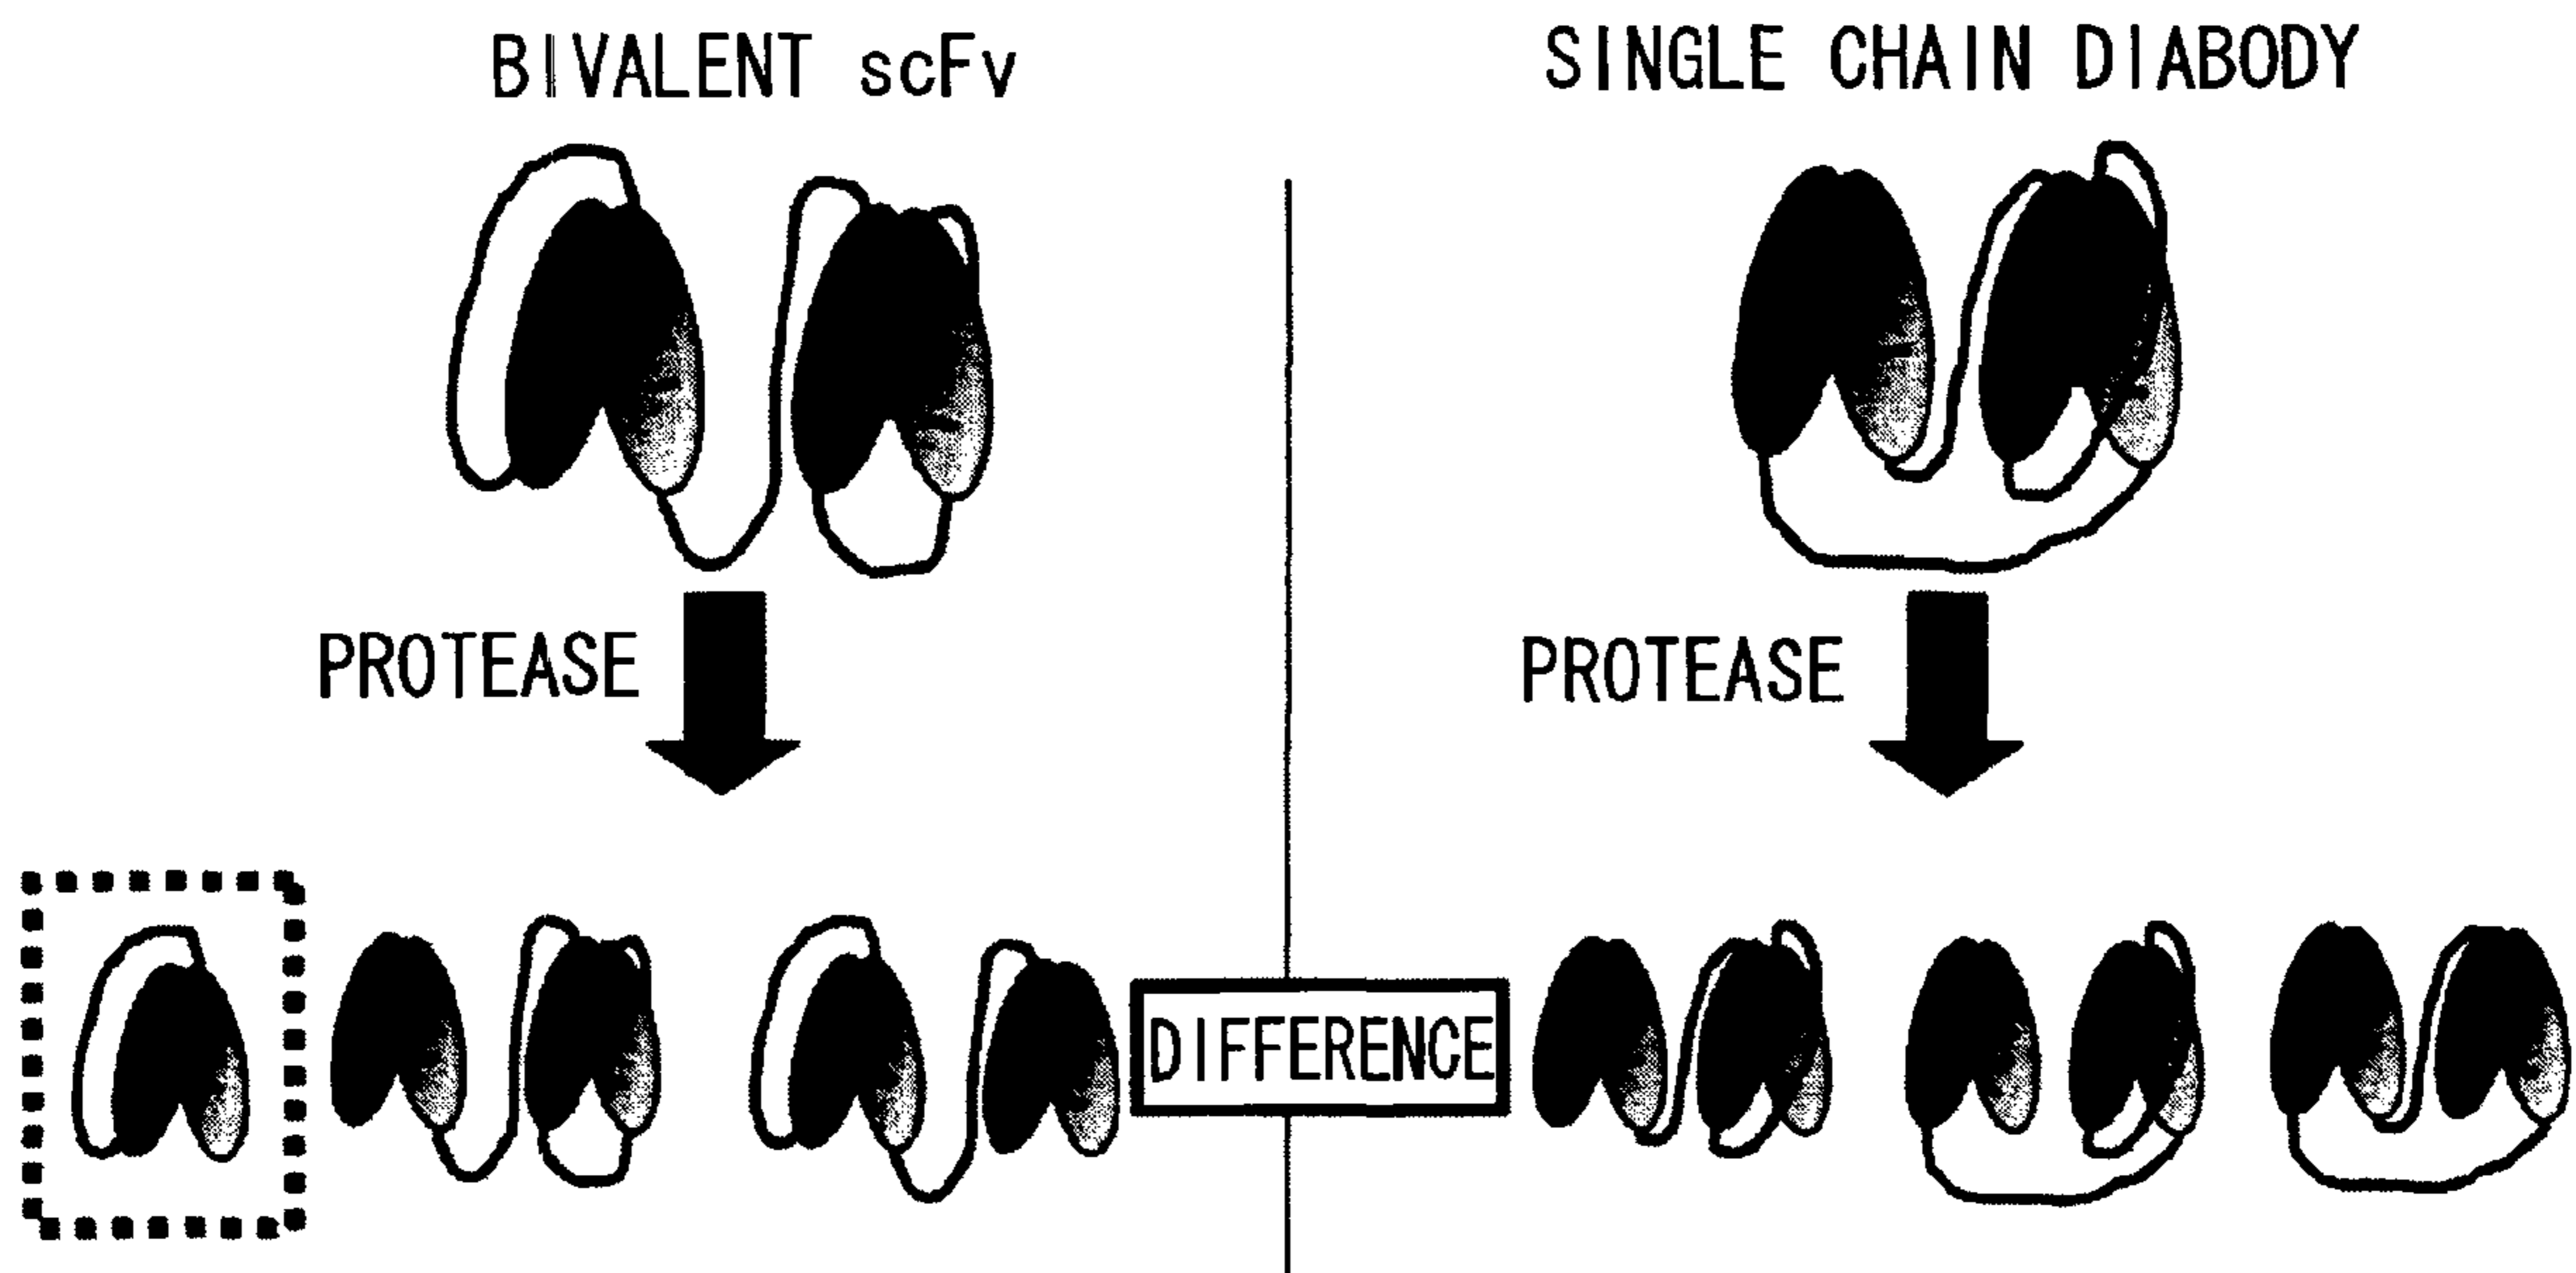 BIVALENT scFv
SINGLE CHAIN DIABODY
PROTEASE
PROTEASE
DIFFERENCE